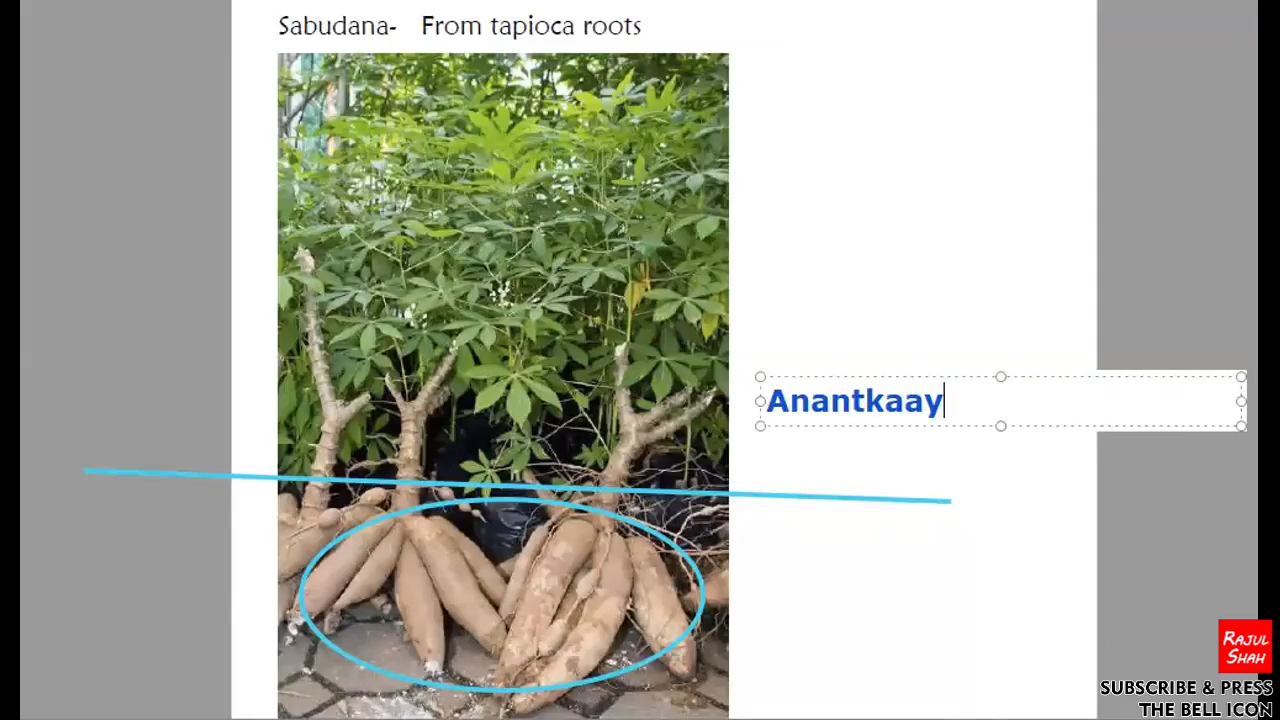 Sabudana-   From tapioca roots
Anantkaay
RAJUL
SHAH
SUBSCRIBE & PRESS
THE BELL ICON